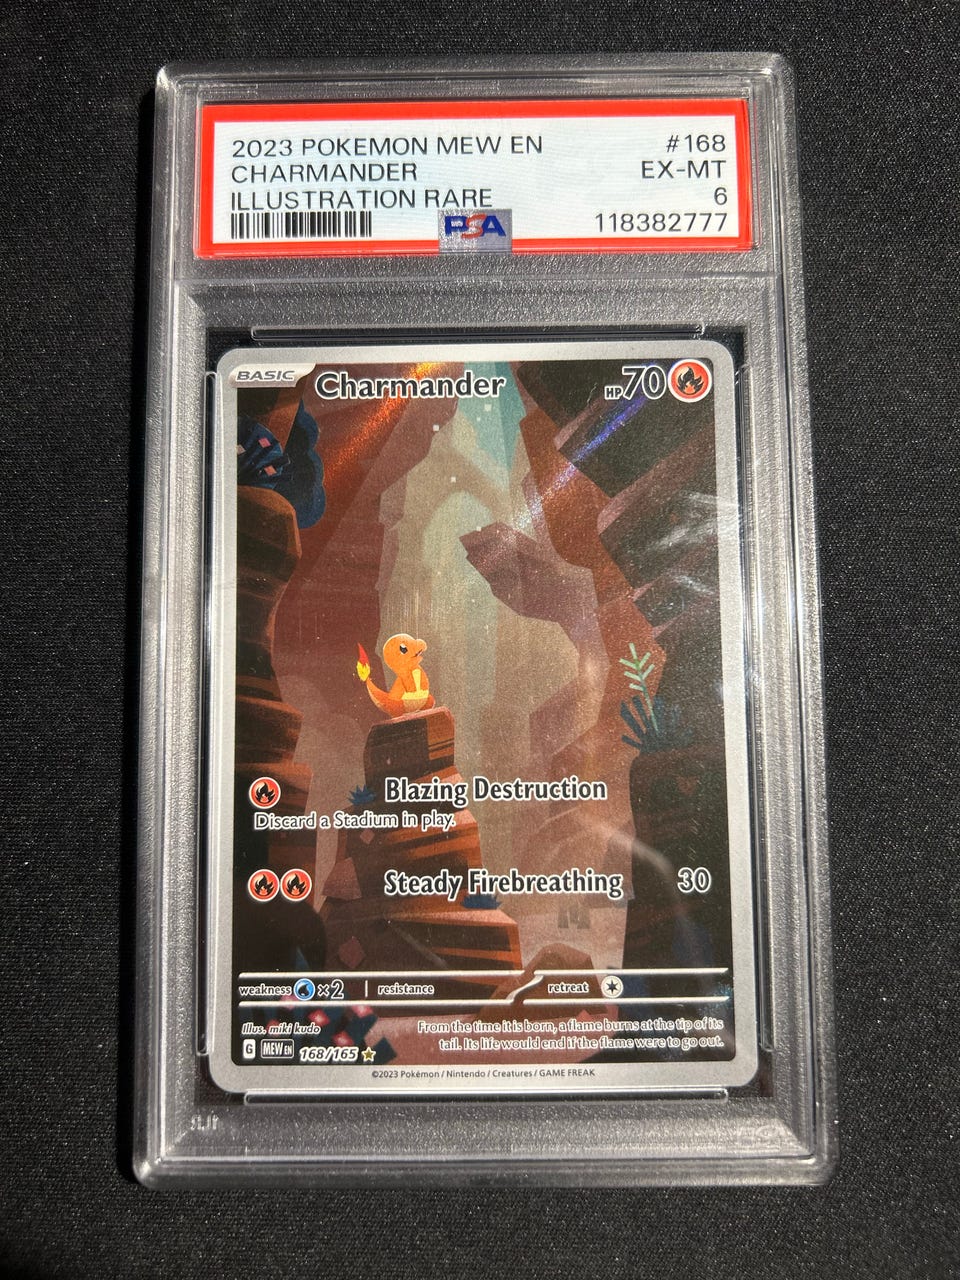 2023 POKEMON MEW EN #168
CHARMANDER EX-MT
ILLUSTRATION RARE 6
PSA 118382777
BASIC Charmander HP70
Blazing Destruction
Discard a Stadium in play.
Steady Firebreathing 30
weakness ×2 resistance retreat
Illus. miki kudo
From the time it is born, a flame burns at the tip of its
tail. Its life would end if the flame were to go out.
G MEW EN 168/165
©2023 Pokémon / Nintendo / Creatures / GAME FREAK